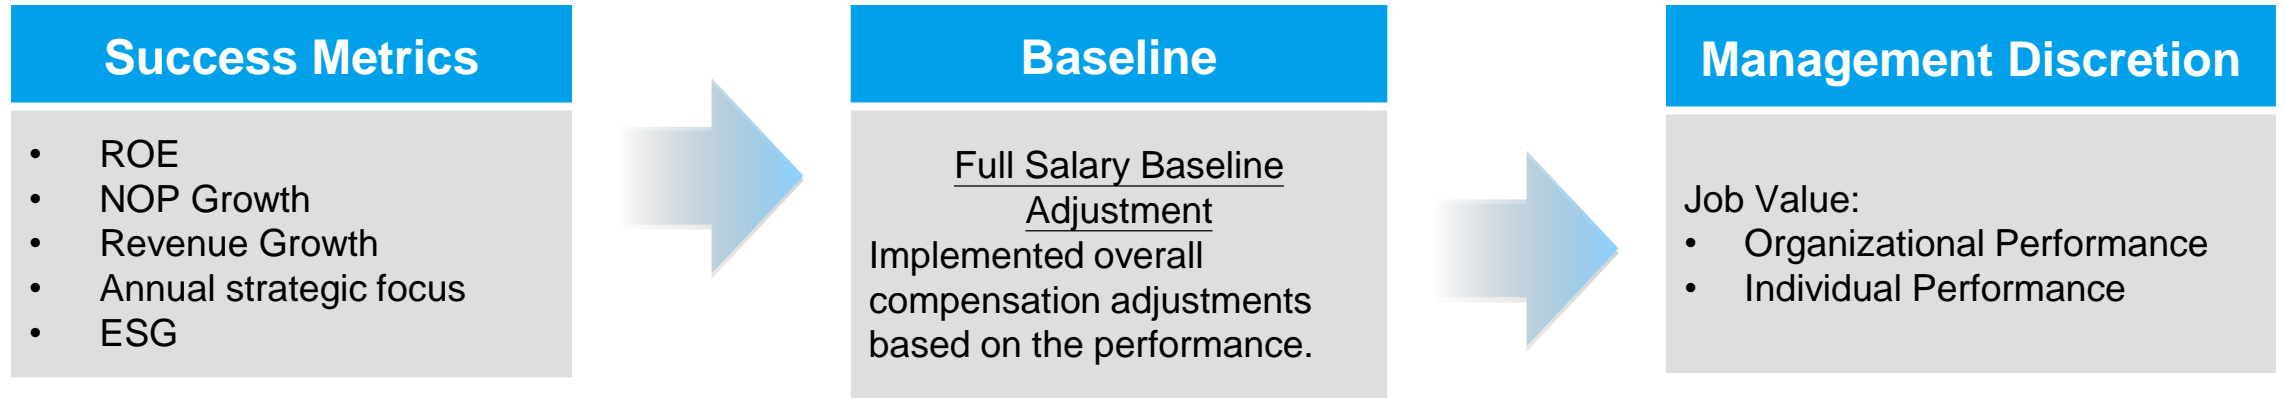 Success Metrics
• ROE
• NOP Growth
• Revenue Growth
• Annual strategic focus
• ESG
Baseline
Full Salary Baseline
Adjustment
Implemented overall
compensation adjustments
based on the performance.
Management Discretion
Job Value:
• Organizational Performance
• Individual Performance